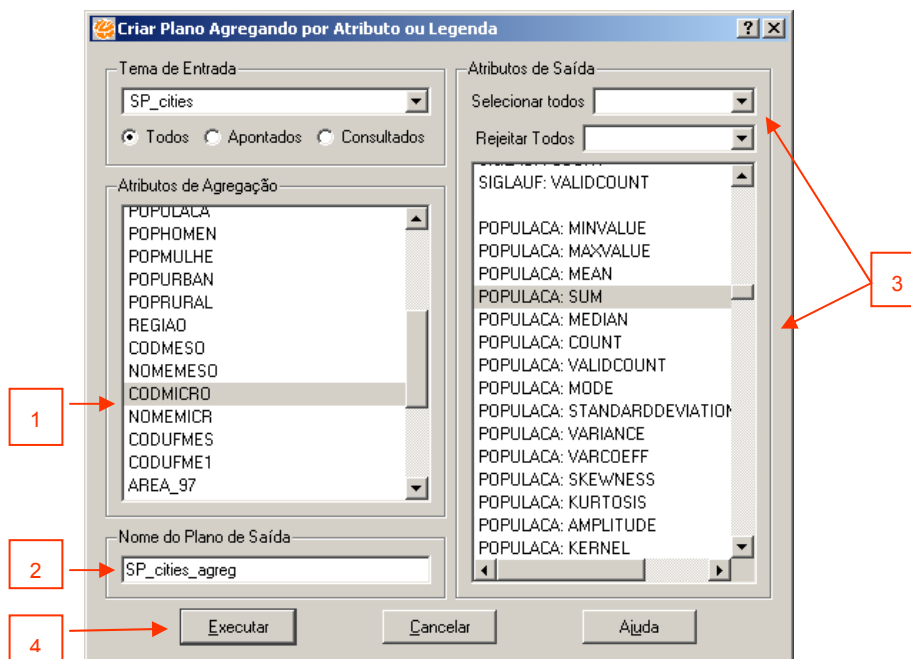 Criar Plano Agregando por Atributo ou Legenda
Tema de Entrada
SP_cities
Todos
Apontados
Consultados
Atributos de Agregação
POPULACA
POPHOMEN
POPMULHE
POPURBAN
POPRURAL
REGIAO
CODMESO
NOMEMESO
CODMICRO
NOMEMICR
CODUFMES
CODUFME1
AREA_97
Nome do Plano de Saída
SP_cities_agreg
Atributos de Saída
Selecionar todos
Rejeitar Todos
SIGLAUF: VALIDCOUNT
POPULACA: MINVALUE
POPULACA: MAXVALUE
POPULACA: MEAN
POPULACA: SUM
POPULACA: MEDIAN
POPULACA: COUNT
POPULACA: VALIDCOUNT
POPULACA: MODE
POPULACA: STANDARDDEVIATION
POPULACA: VARIANCE
POPULACA: VARCOEFF
POPULACA: SKEWNESS
POPULACA: KURTOSIS
POPULACA: AMPLITUDE
POPULACA: KERNEL
Executar
Cancelar
Ajuda
1
2
3
4